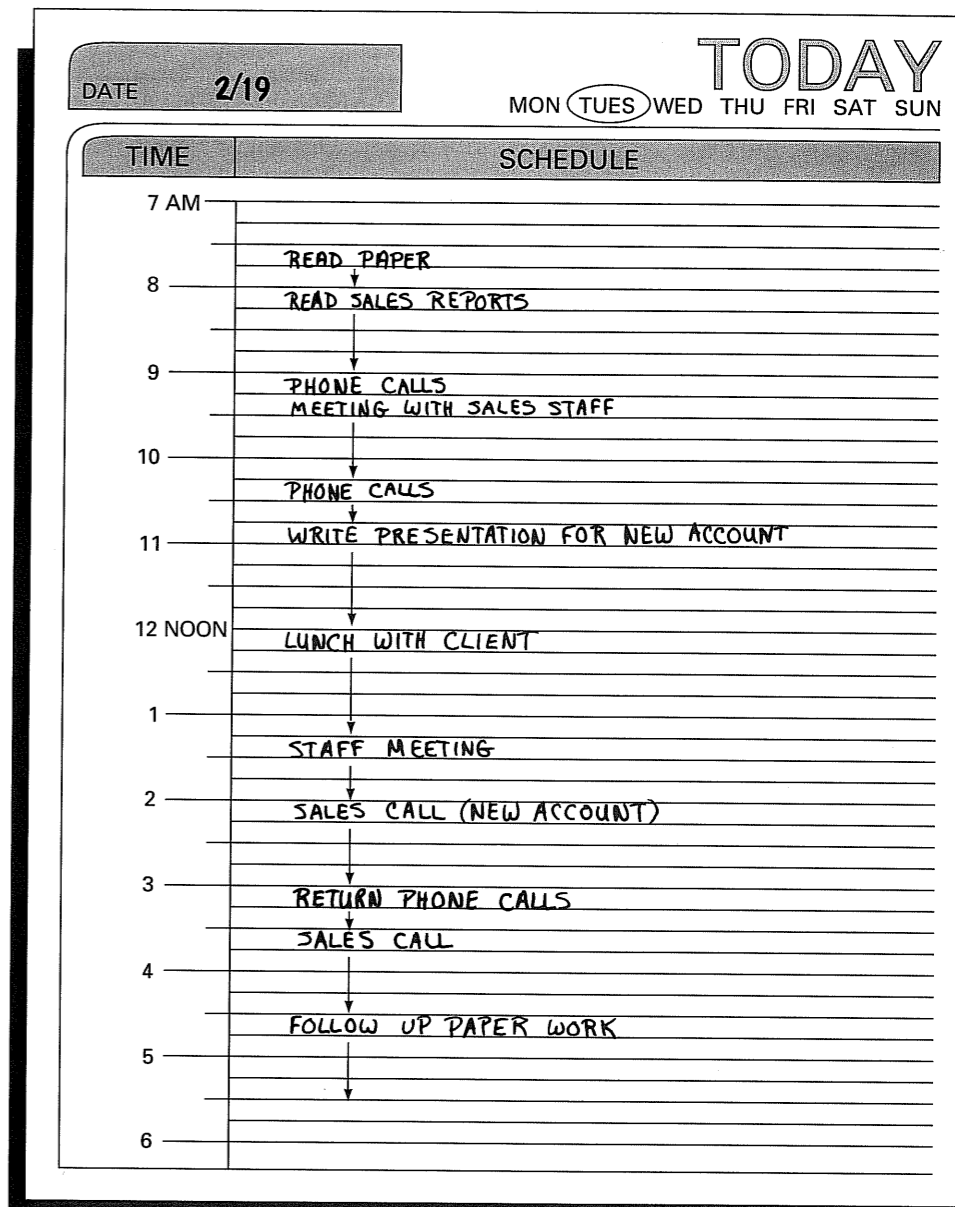 TODAY
DATE 2/19
MON TUES WED THU FRI SAT SUN
TIME SCHEDULE
7 AM
READ PAPER
8
READ SALES REPORTS
9
PHONE CALLS
MEETING WITH SALES STAFF
10
PHONE CALLS
WRITE PRESENTATION FOR NEW ACCOUNT
11
12 NOON
LUNCH WITH CLIENT
1
STAFF MEETING
2
SALES CALL (NEW ACCOUNT)
3
RETURN PHONE CALLS
SALES CALL
4
FOLLOW UP PAPER WORK
5
6